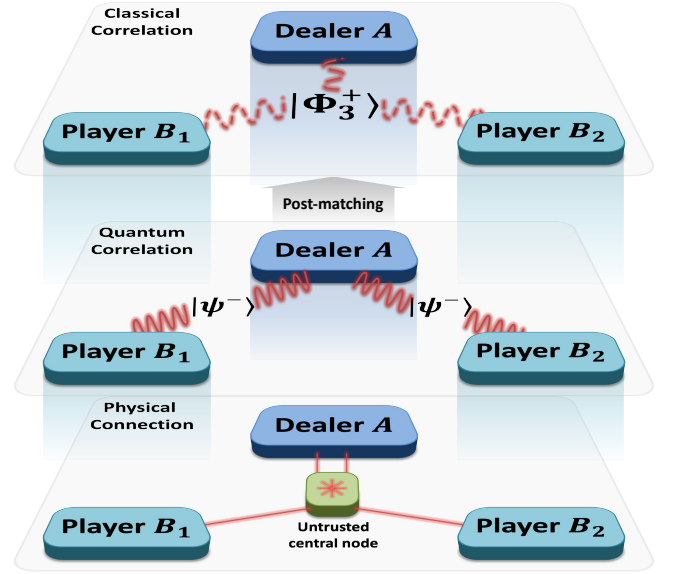 Classical
Correlation
Dealer A
|Φ₃⁺⟩
Player B₁
Player B₂
Post-matching
Quantum
Correlation
Dealer A
|ψ⁻⟩
|ψ⁻⟩
Player B₁
Player B₂
Physical
Connection
Dealer A
Untrusted
central node
Player B₁
Player B₂